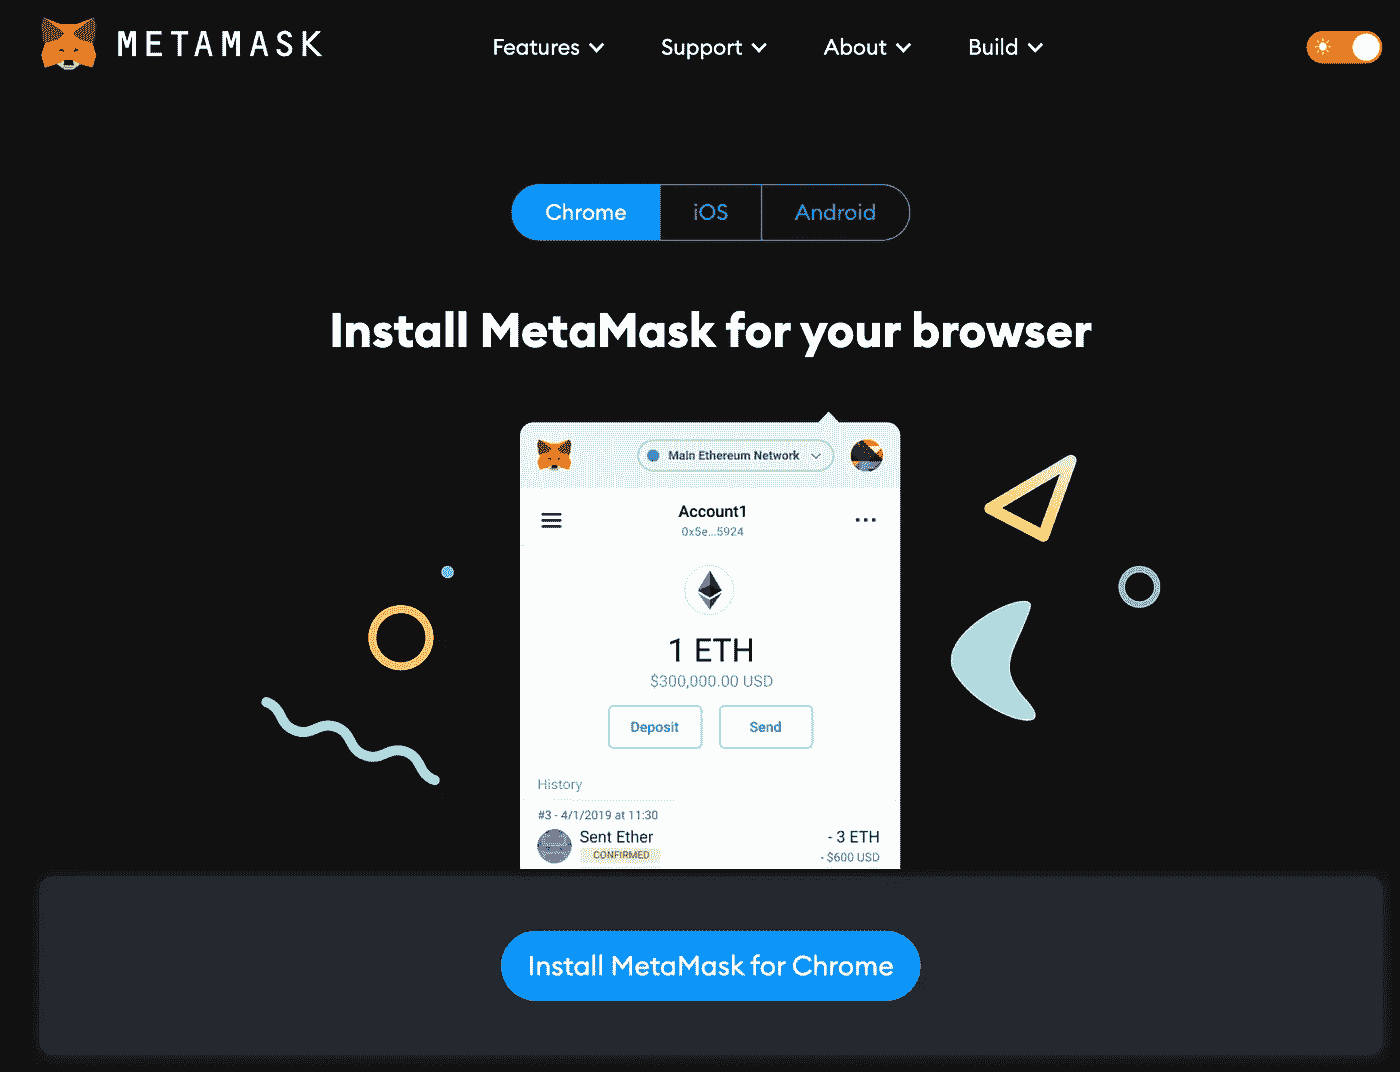 METAMASK
Features Support About Build
Chrome iOS Android
Install MetaMask for your browser
Main Ethereum Network
Account1
0x5e...5924
1 ETH
$300,000.00 USD
Deposit Send
History
#3 - 4/1/2019 at 11:30
Sent Ether - 3 ETH
CONFIRMED - $600 USD
Install MetaMask for Chrome